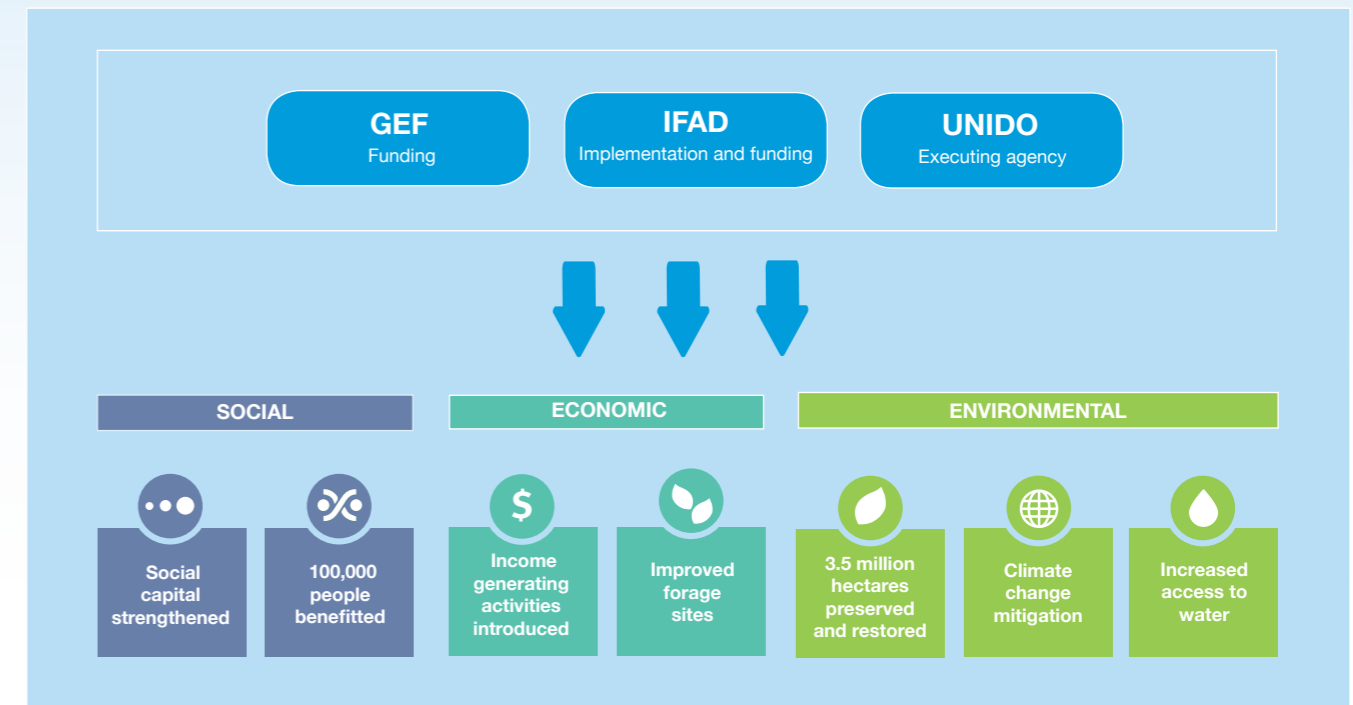 GEF
Funding
IFAD
Implementation and funding
UNIDO
Executing agency
SOCIAL
ECONOMIC
ENVIRONMENTAL
Social
capital
strengthened
100,000
people
benefitted
$
Income
generating
activities
introduced
Improved
forage
sites
3.5 million
hectares
preserved
and restored
Climate
change
mitigation
Increased
access to
water